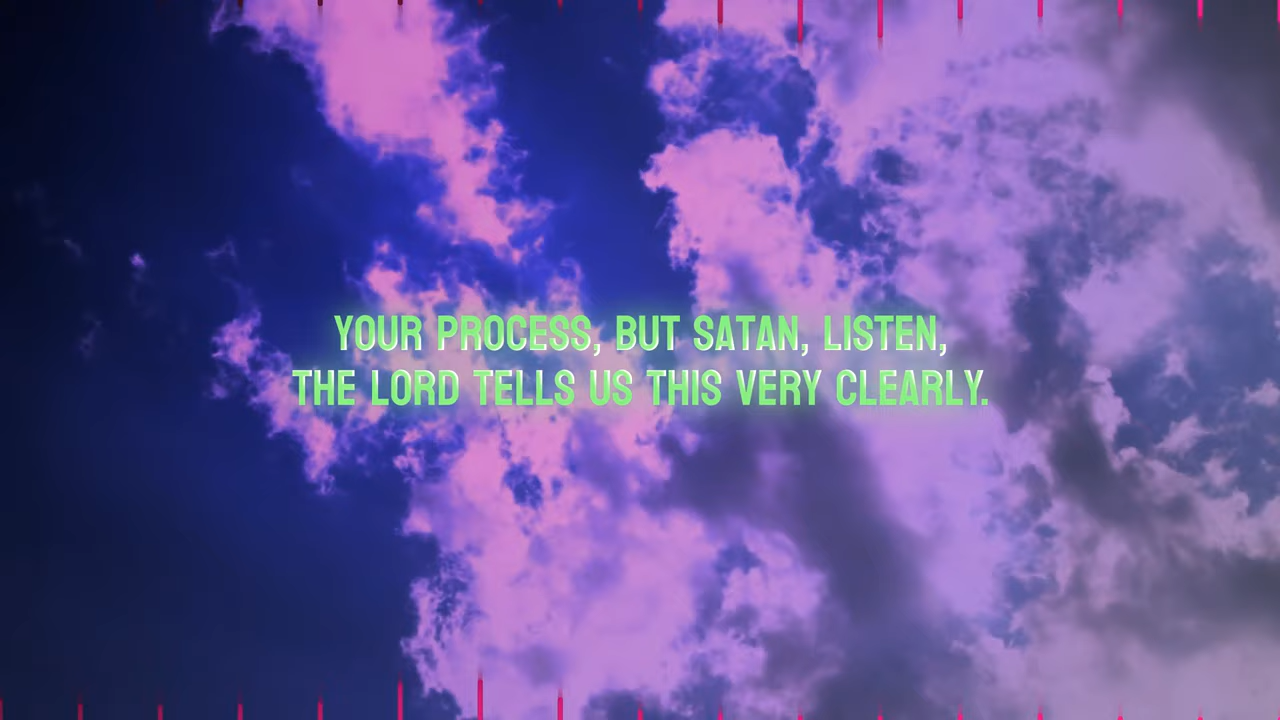 YOUR PROCESS, BUT SATAN, LISTEN,
THE LORD TELLS US THIS VERY CLEARLY.